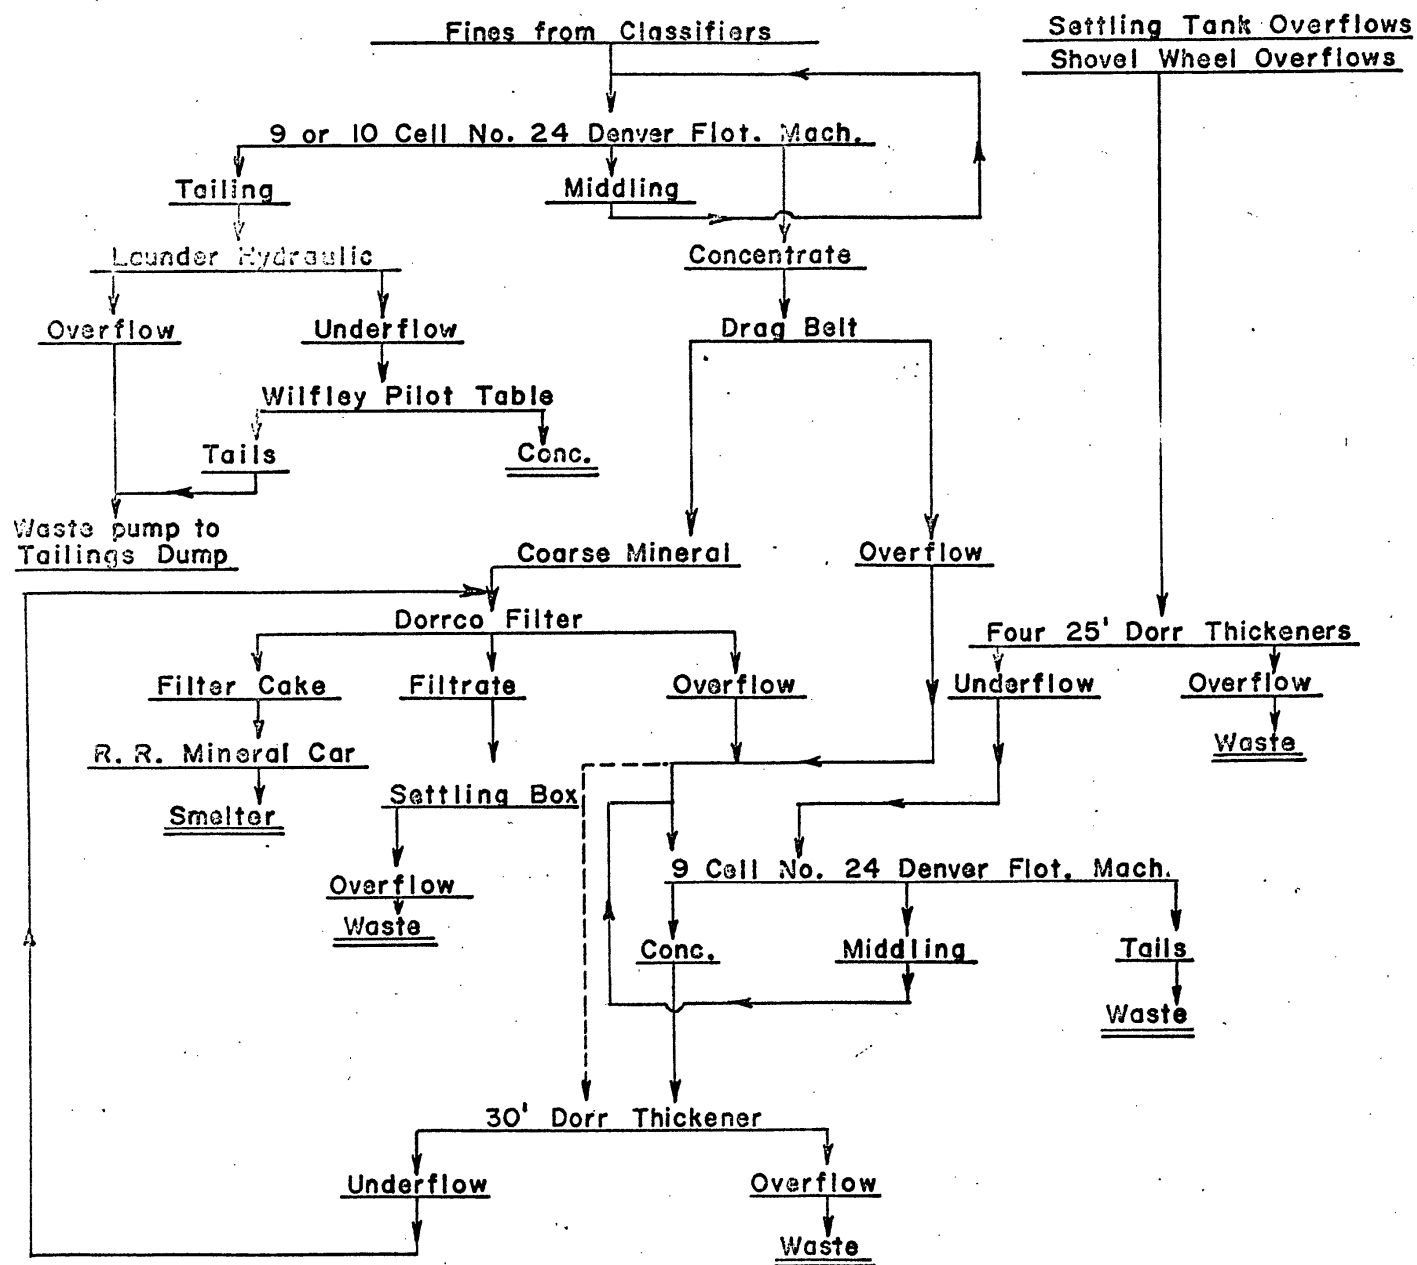 Fines from Classifiers
Settling Tank Overflows
Shovel Wheel Overflows
9 or 10 Cell No. 24 Denver Flot. Mach.
Tailing
Middling
Launder Hydraulic
Concentrate
Overflow
Underflow
Drag Belt
Wilfley Pilot Table
Tails
Conc.
Waste pump to
Tailings Dump
Coarse Mineral
Overflow
Dorrco Filter
Four 25' Dorr Thickeners
Filter Cake
Filtrate
Overflow
Underflow
Overflow
R. R. Mineral Car
Waste
Settling Box
Smelter
9 Cell No. 24 Denver Flot. Mach.
Overflow
Waste
Conc.
Middling
Tails
Waste
30' Dorr Thickener
Underflow
Overflow
Waste